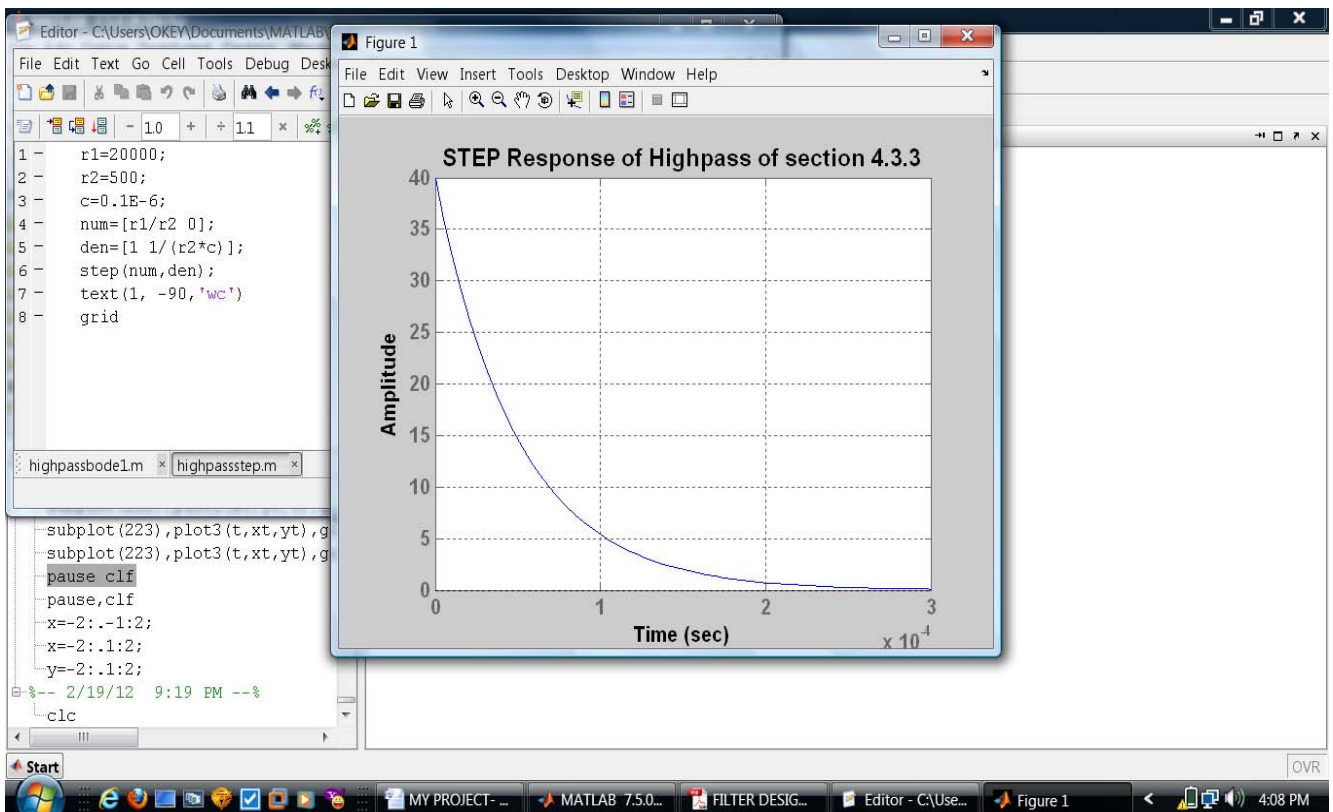 Editor - C:\Users\OKEY\Documents\MATLAB\
File Edit Text Go Cell Tools Debug Desk
- 1.0 + ÷ 1.1 ×
1 - r1=20000;
2 - r2=500;
3 - c=0.1E-6;
4 - num=[r1/r2 0];
5 - den=[1 1/(r2*c)];
6 - step(num,den);
7 - text(1, -90,'wc')
8 - grid
highpassbode1.m × highpassstep.m ×
subplot(223),plot3(t,xt,yt),g
subplot(223),plot3(t,xt,yt),g
pause clf
pause,clf
x=-2:.-1:2;
x=-2:.1:2;
y=-2:.1:2;
%-- 2/19/12 9:19 PM --%
clc
Figure 1
File Edit View Insert Tools Desktop Window Help
STEP Response of Highpass of section 4.3.3
Amplitude
40
35
30
25
20
15
10
5
0
0 1 2 3
Time (sec)
x 10^-4
Start
OVR
MY PROJECT- ... MATLAB 7.5.0... FILTER DESIG... Editor - C:\Use... Figure 1 < 4:08 PM